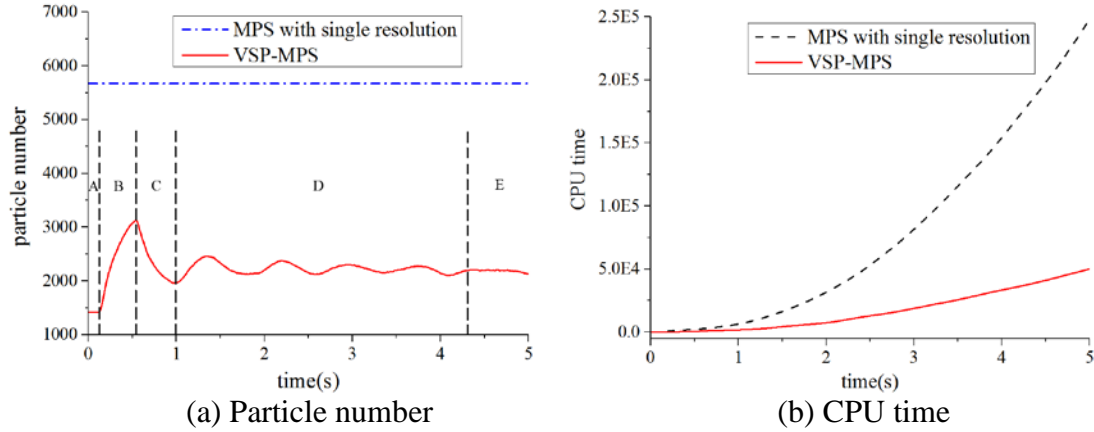 7000
6000
5000
4000
3000
2000
1000
particle number
MPS with single resolution
VSP-MPS
A
B
C
D
E
0
1
2
3
4
5
time(s)
(a) Particle number
2.5E5
2.0E5
1.5E5
1.0E5
5.0E4
0.0
CPU time
MPS with single resolution
VSP-MPS
0
1
2
3
4
5
time(s)
(b) CPU time